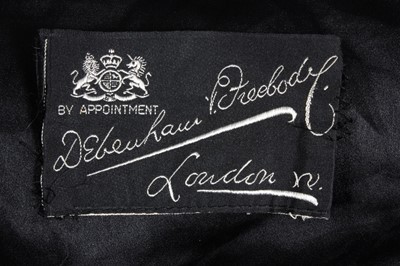 BY APPOINTMENT
Debenham & Freebody.
London W.